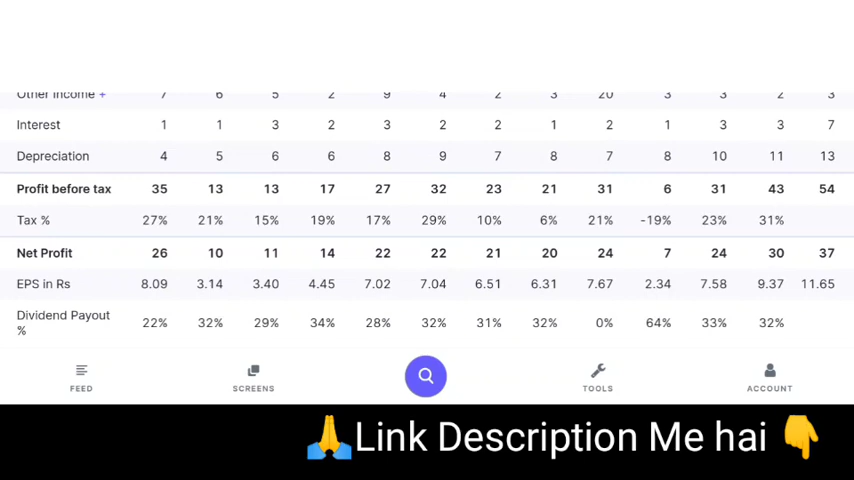 Other Income + 7 6 5 2 9 4 2 3 20 3 3 2 3
Interest 1 1 3 2 3 2 2 1 2 1 3 3 7
Depreciation 4 5 6 6 8 9 7 8 7 8 10 11 13
Profit before tax 35 13 13 17 27 32 23 21 31 6 31 43 54
Tax % 27% 21% 15% 19% 17% 29% 10% 6% 21% -19% 23% 31%
Net Profit 26 10 11 14 22 22 21 20 24 7 24 30 37
EPS in Rs 8.09 3.14 3.40 4.45 7.02 7.04 6.51 6.31 7.67 2.34 7.58 9.37 11.65
Dividend Payout
% 22% 32% 29% 34% 28% 32% 31% 32% 0% 64% 33% 32%
FEED SCREENS TOOLS ACCOUNT
🙏Link Description Me hai 👇